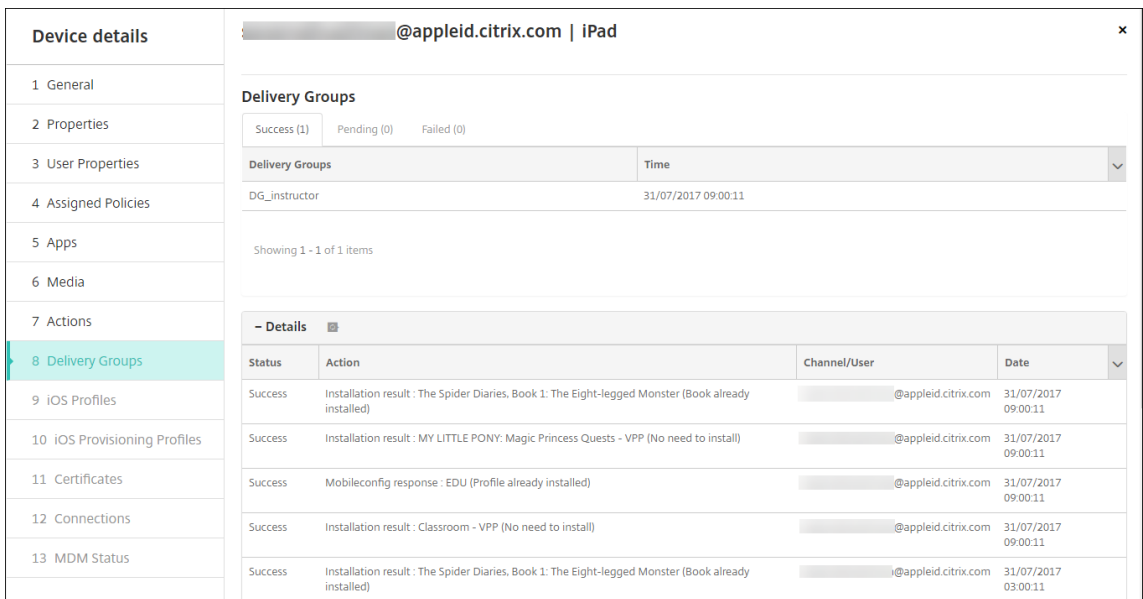 Device details
1 General
2 Properties
3 User Properties
4 Assigned Policies
5 Apps
6 Media
7 Actions
8 Delivery Groups
9 iOS Profiles
10 iOS Provisioning Profiles
11 Certificates
12 Connections
13 MDM Status
@appleid.citrix.com | iPad
×
Delivery Groups
Success (1) Pending (0) Failed (0)
Delivery Groups Time
DG_instructor 31/07/2017 09:00:11
Showing 1 - 1 of 1 items
– Details
Status Action Channel/User Date
Success Installation result : The Spider Diaries, Book 1: The Eight-legged Monster (Book already @appleid.citrix.com 31/07/2017
installed) 09:00:11
Success Installation result : MY LITTLE PONY: Magic Princess Quests - VPP (No need to install) @appleid.citrix.com 31/07/2017
09:00:11
Success Mobileconfig response : EDU (Profile already installed) @appleid.citrix.com 31/07/2017
09:00:11
Success Installation result : Classroom - VPP (No need to install) @appleid.citrix.com 31/07/2017
09:00:11
Success Installation result : The Spider Diaries, Book 1: The Eight-legged Monster (Book already @appleid.citrix.com 31/07/2017
installed) 03:00:11